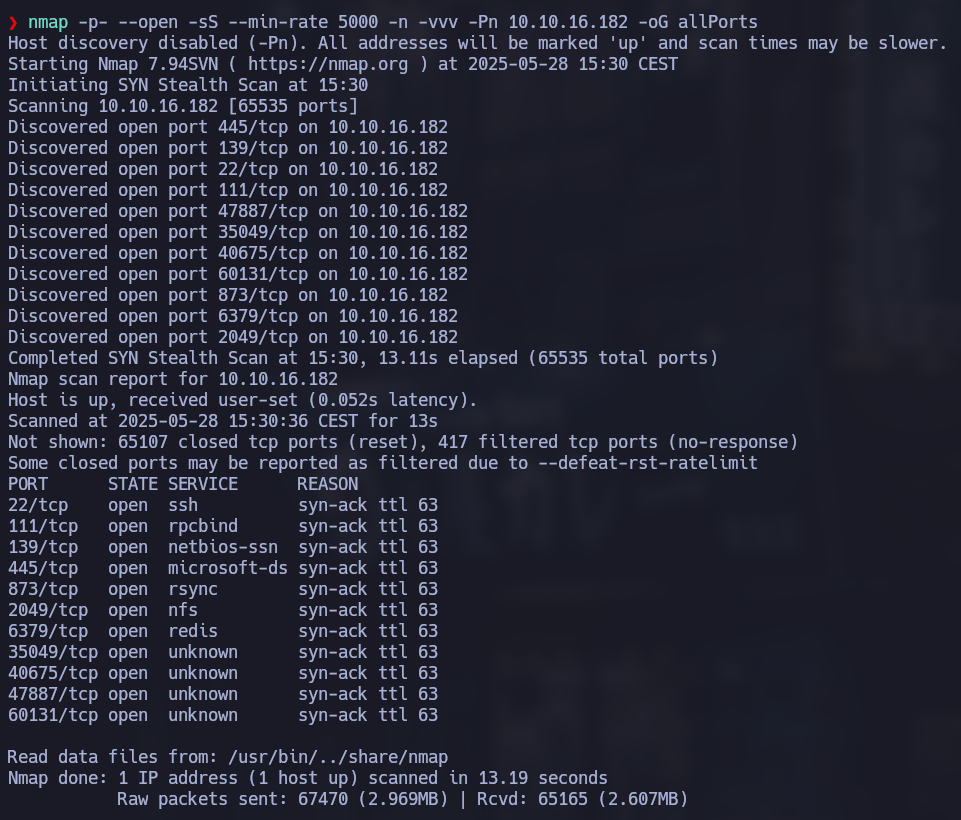 ❯ nmap -p- --open -sS --min-rate 5000 -n -vvv -Pn 10.10.16.182 -oG allPorts
Host discovery disabled (-Pn). All addresses will be marked 'up' and scan times may be slower.
Starting Nmap 7.94SVN ( https://nmap.org ) at 2025-05-28 15:30 CEST
Initiating SYN Stealth Scan at 15:30
Scanning 10.10.16.182 [65535 ports]
Discovered open port 445/tcp on 10.10.16.182
Discovered open port 139/tcp on 10.10.16.182
Discovered open port 22/tcp on 10.10.16.182
Discovered open port 111/tcp on 10.10.16.182
Discovered open port 47887/tcp on 10.10.16.182
Discovered open port 35049/tcp on 10.10.16.182
Discovered open port 40675/tcp on 10.10.16.182
Discovered open port 60131/tcp on 10.10.16.182
Discovered open port 873/tcp on 10.10.16.182
Discovered open port 6379/tcp on 10.10.16.182
Discovered open port 2049/tcp on 10.10.16.182
Completed SYN Stealth Scan at 15:30, 13.11s elapsed (65535 total ports)
Nmap scan report for 10.10.16.182
Host is up, received user-set (0.052s latency).
Scanned at 2025-05-28 15:30:36 CEST for 13s
Not shown: 65107 closed tcp ports (reset), 417 filtered tcp ports (no-response)
Some closed ports may be reported as filtered due to --defeat-rst-ratelimit
PORT      STATE SERVICE      REASON
22/tcp    open  ssh          syn-ack ttl 63
111/tcp   open  rpcbind      syn-ack ttl 63
139/tcp   open  netbios-ssn  syn-ack ttl 63
445/tcp   open  microsoft-ds syn-ack ttl 63
873/tcp   open  rsync        syn-ack ttl 63
2049/tcp  open  nfs          syn-ack ttl 63
6379/tcp  open  redis        syn-ack ttl 63
35049/tcp open  unknown      syn-ack ttl 63
40675/tcp open  unknown      syn-ack ttl 63
47887/tcp open  unknown      syn-ack ttl 63
60131/tcp open  unknown      syn-ack ttl 63
Read data files from: /usr/bin/../share/nmap
Nmap done: 1 IP address (1 host up) scanned in 13.19 seconds
           Raw packets sent: 67470 (2.969MB) | Rcvd: 65165 (2.607MB)